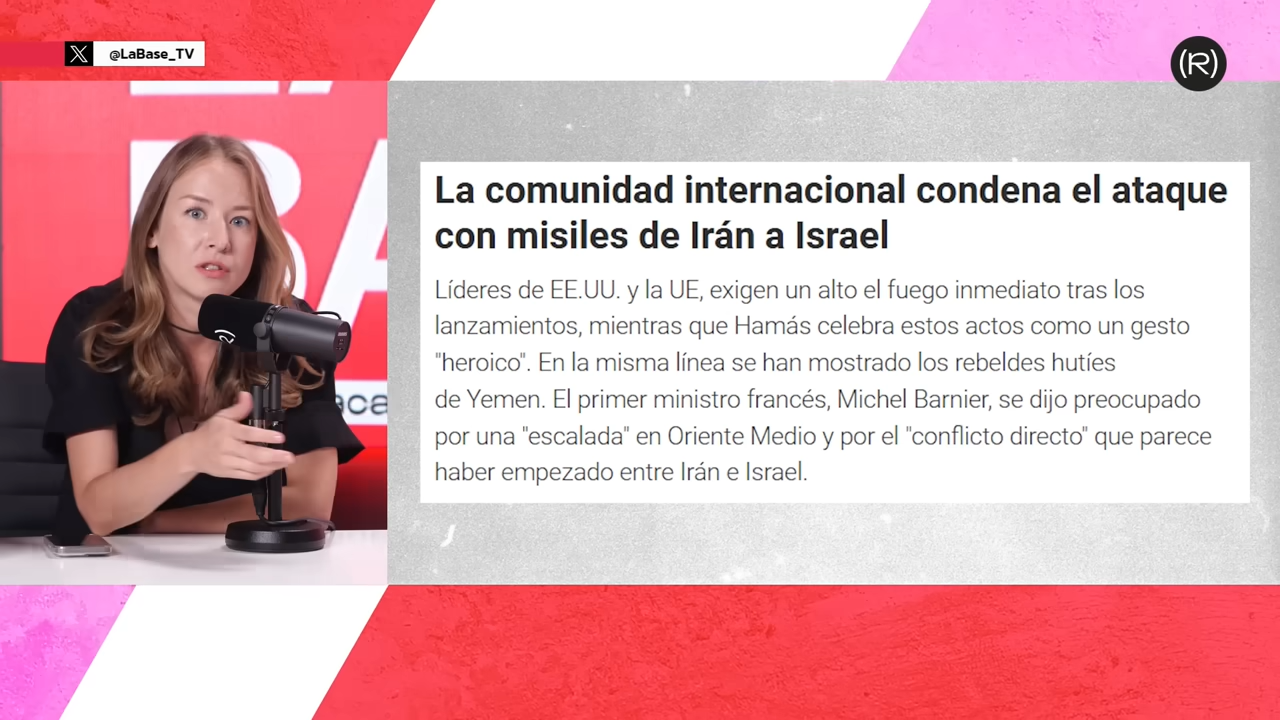 @LaBase_TV
(R)
BA
aca
La comunidad internacional condena el ataque
con misiles de Irán a Israel
Líderes de EE.UU. y la UE, exigen un alto el fuego inmediato tras los
lanzamientos, mientras que Hamás celebra estos actos como un gesto
"heroico". En la misma línea se han mostrado los rebeldes hutíes
de Yemen. El primer ministro francés, Michel Barnier, se dijo preocupado
por una "escalada" en Oriente Medio y por el "conflicto directo" que parece
haber empezado entre Irán e Israel.